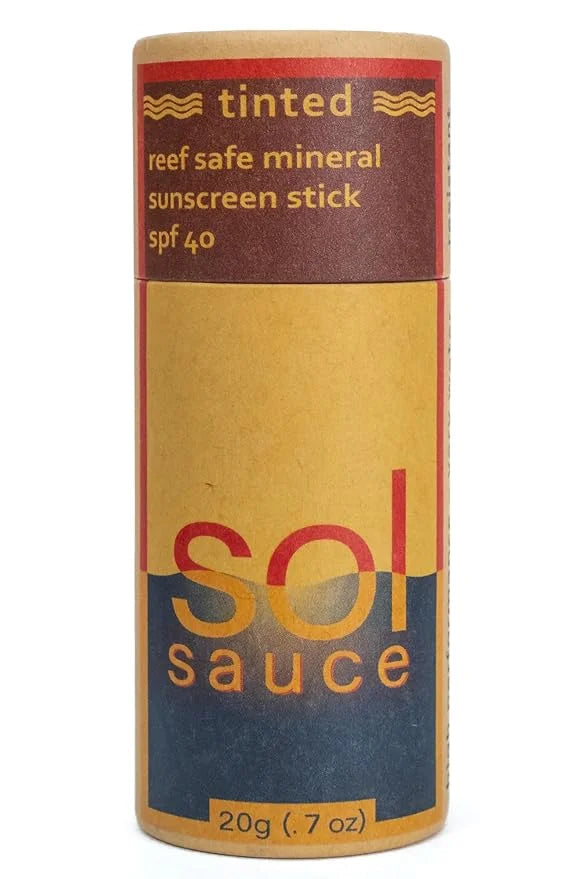 tinted
reef safe mineral
sunscreen stick
spf 40
sol
sauce
20g (. 7 oz)